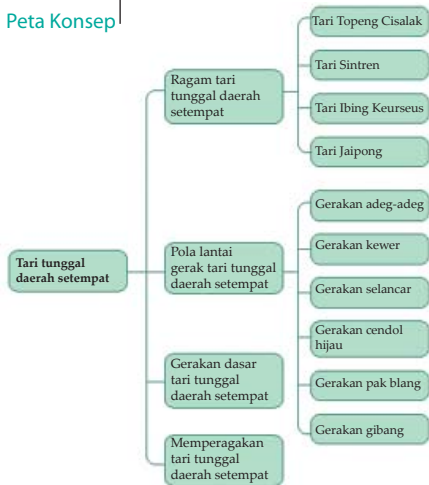 Peta Konsep
Tari tunggal
daerah setempat
Ragam tari
tunggal daerah
setempat
Tari Topeng Cisalak
Tari Sintren
Tari Ibing Keurseus
Tari Jaipong
Pola lantai
gerak tari tunggal
daerah setempat
Gerakan adeg-adeg
Gerakan kewer
Gerakan selancar
Gerakan cendol
hijau
Gerakan pak blang
Gerakan gibang
Gerakan dasar
tari tunggal
daerah setempat
Memperagakan
tari tunggal
daerah setempat